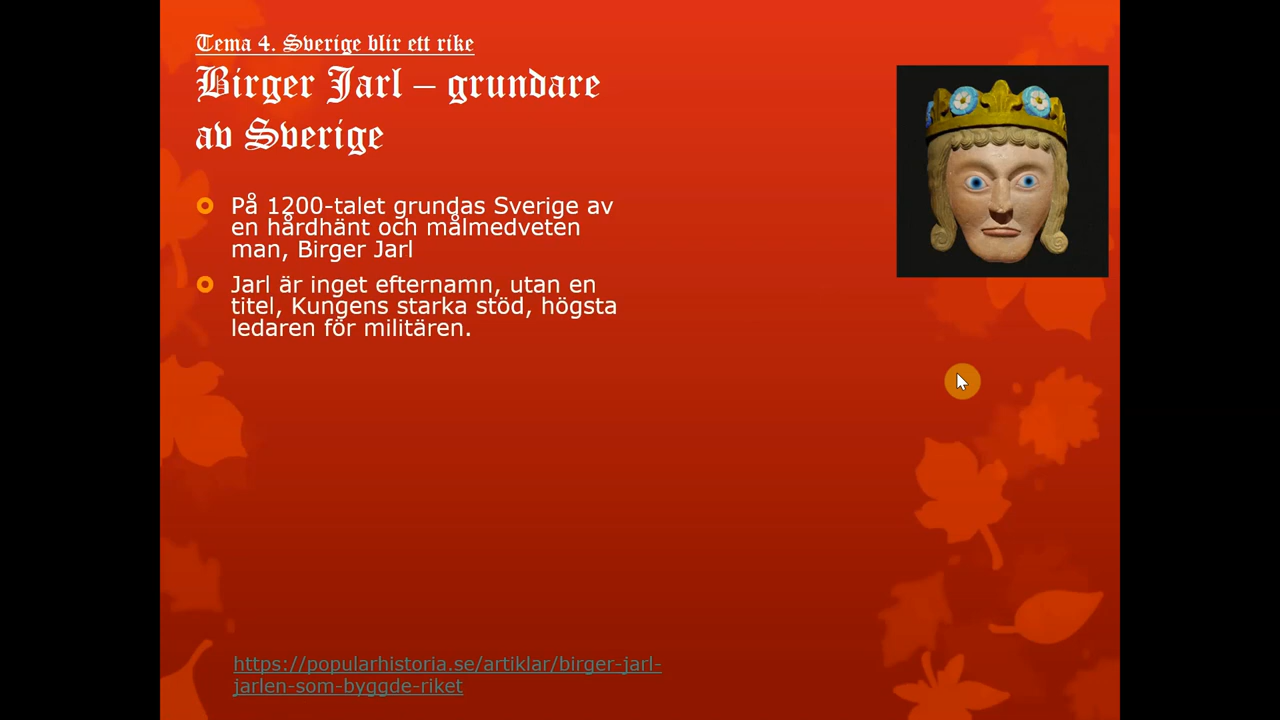 Tema 4. Sverige blir ett rike
Birger Jarl – grundare
av Sverige
På 1200-talet grundas Sverige av
en hårdhänt och målmedveten
man, Birger Jarl
Jarl är inget efternamn, utan en
titel, Kungens starka stöd, högsta
ledaren för militären.
https://popularhistoria.se/artiklar/birger-jarl-
jarlen-som-byggde-riket